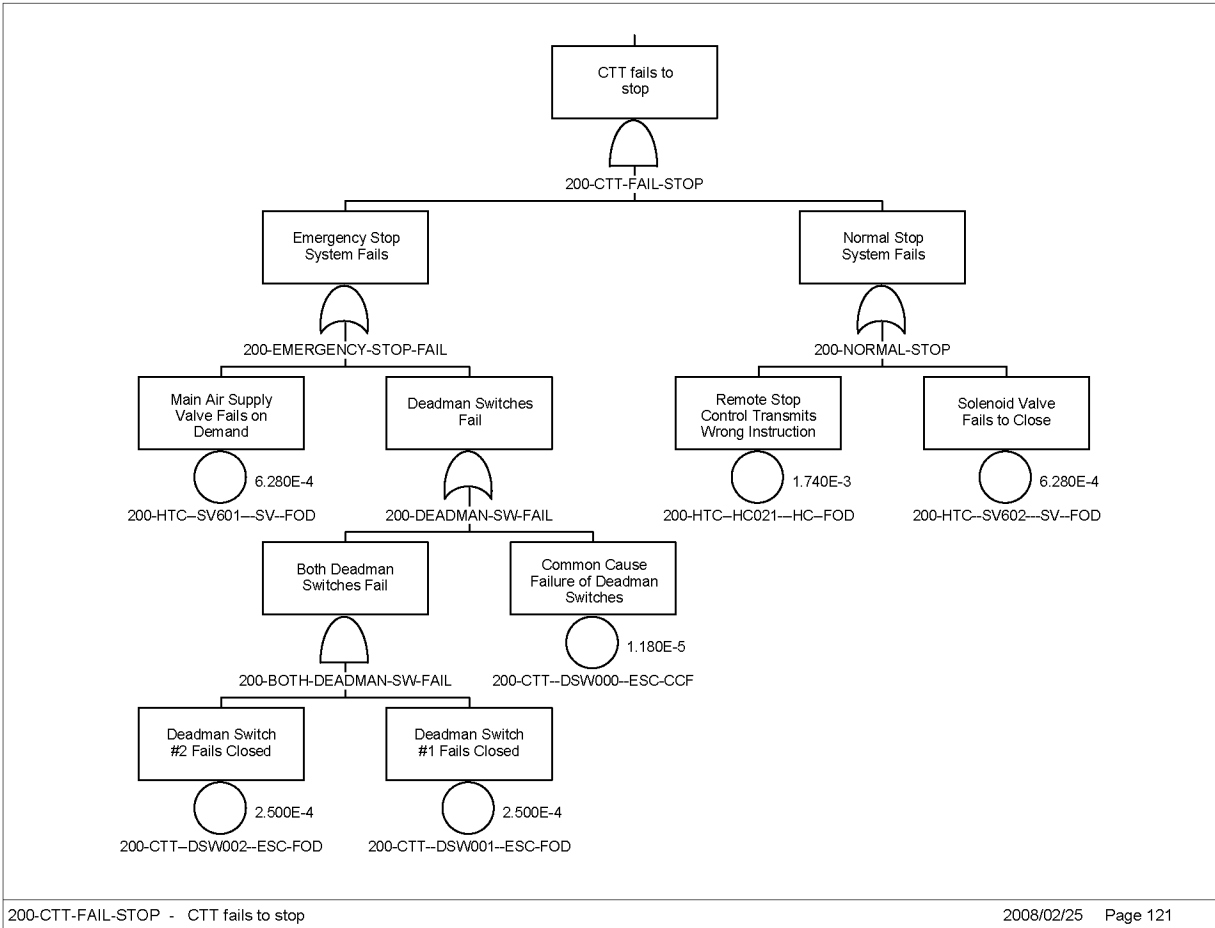 CTT fails to
stop
200-CTT-FAIL-STOP
Emergency Stop
System Fails
Normal Stop
System Fails
200-EMERGENCY-STOP-FAIL
200-NORMAL-STOP
Main Air Supply
Valve Fails on
Demand
Deadman Switches
Fail
Remote Stop
Control Transmits
Wrong Instruction
Solenoid Valve
Fails to Close
6.280E-4
1.740E-3
6.280E-4
200-HTC--SV601---SV--FOD
200-DEADMAN-SW-FAIL
200-HTC--HC021---HC--FOD
200-HTC--SV602---SV--FOD
Both Deadman
Switches Fail
Common Cause
Failure of Deadman
Switches
1.180E-5
200-BOTH-DEADMAN-SW-FAIL
200-CTT--DSW000--ESC-CCF
Deadman Switch
#2 Fails Closed
Deadman Switch
#1 Fails Closed
2.500E-4
2.500E-4
200-CTT--DSW002--ESC-FOD
200-CTT--DSW001--ESC-FOD
200-CTT-FAIL-STOP - CTT fails to stop
2008/02/25 Page 121